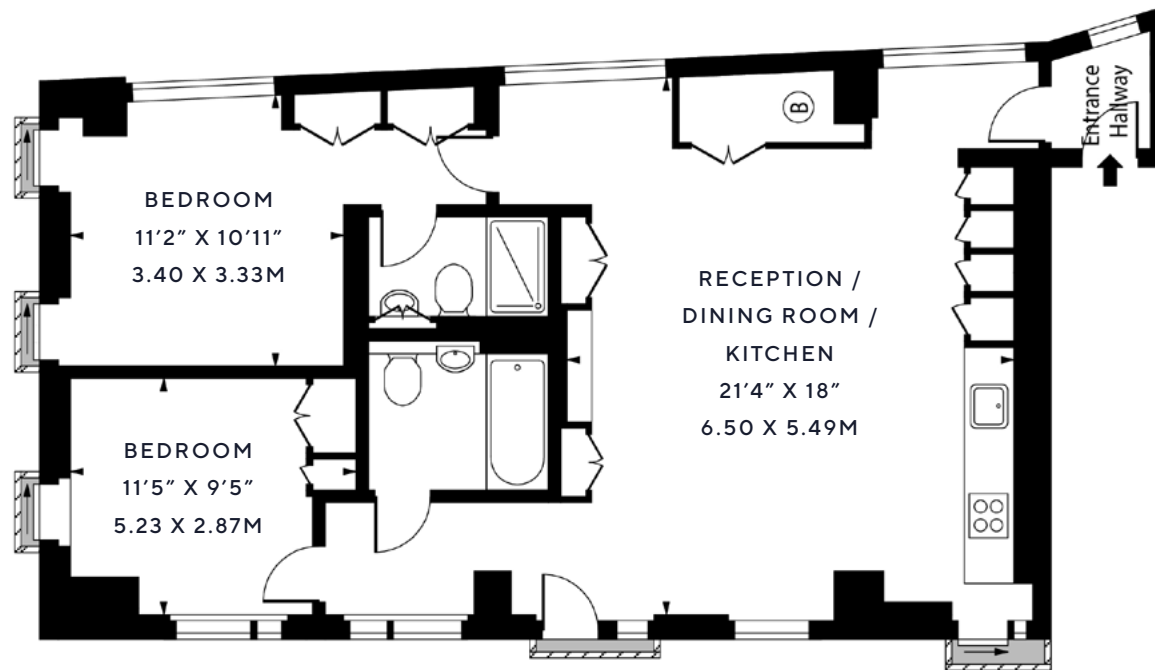 BEDROOM
11'2" X 10'11"
3.40 X 3.33M
BEDROOM
11'5" X 9'5"
5.23 X 2.87M
RECEPTION /
DINING ROOM /
KITCHEN
21'4" X 18"
6.50 X 5.49M
B
Entrance
Hallway